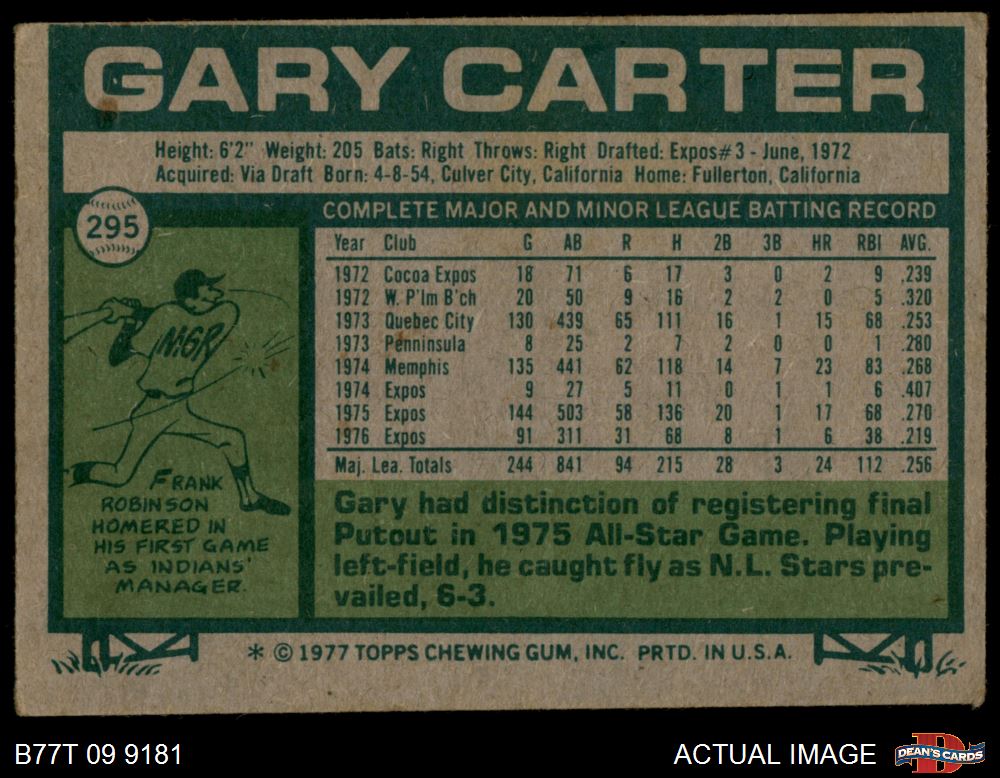 GARY CARTER
Height: 6'2" Weight: 205 Bats: Right Throws: Right Drafted: Expos#3 - June, 1972
Acquired: Via Draft Born: 4-8-54, Culver City, California Home: Fullerton, California
295
COMPLETE MAJOR AND MINOR LEAGUE BATTING RECORD
Year Club G AB R H 2B 3B HR RBI AVG.
1972 Cocoa Expos 18 71 6 17 3 0 2 9 .239
1972 W. P'lm B'ch 20 50 9 16 2 2 0 5 .320
1973 Quebec City 130 439 65 111 16 1 15 68 .253
1973 Penninsula 8 25 2 7 2 0 0 1 .280
1974 Memphis 135 441 62 118 14 7 23 83 .268
1974 Expos 9 27 5 11 0 1 1 6 .407
1975 Expos 144 503 58 136 20 1 17 68 .270
1976 Expos 91 311 31 68 8 1 6 38 .219
Maj. Lea. Totals 244 841 94 215 28 3 24 112 .256
MGR
FRANK
ROBINSON
HOMERED IN
HIS FIRST GAME
AS INDIANS'
MANAGER.
Gary had distinction of registering final
Putout in 1975 All-Star Game. Playing
left-field, he caught fly as N.L. Stars pre-
vailed, 6-3.
* © 1977 TOPPS CHEWING GUM, INC. PRTD. IN U.S.A.
B77T 09 9181
ACTUAL IMAGE
DEAN'S CARDS